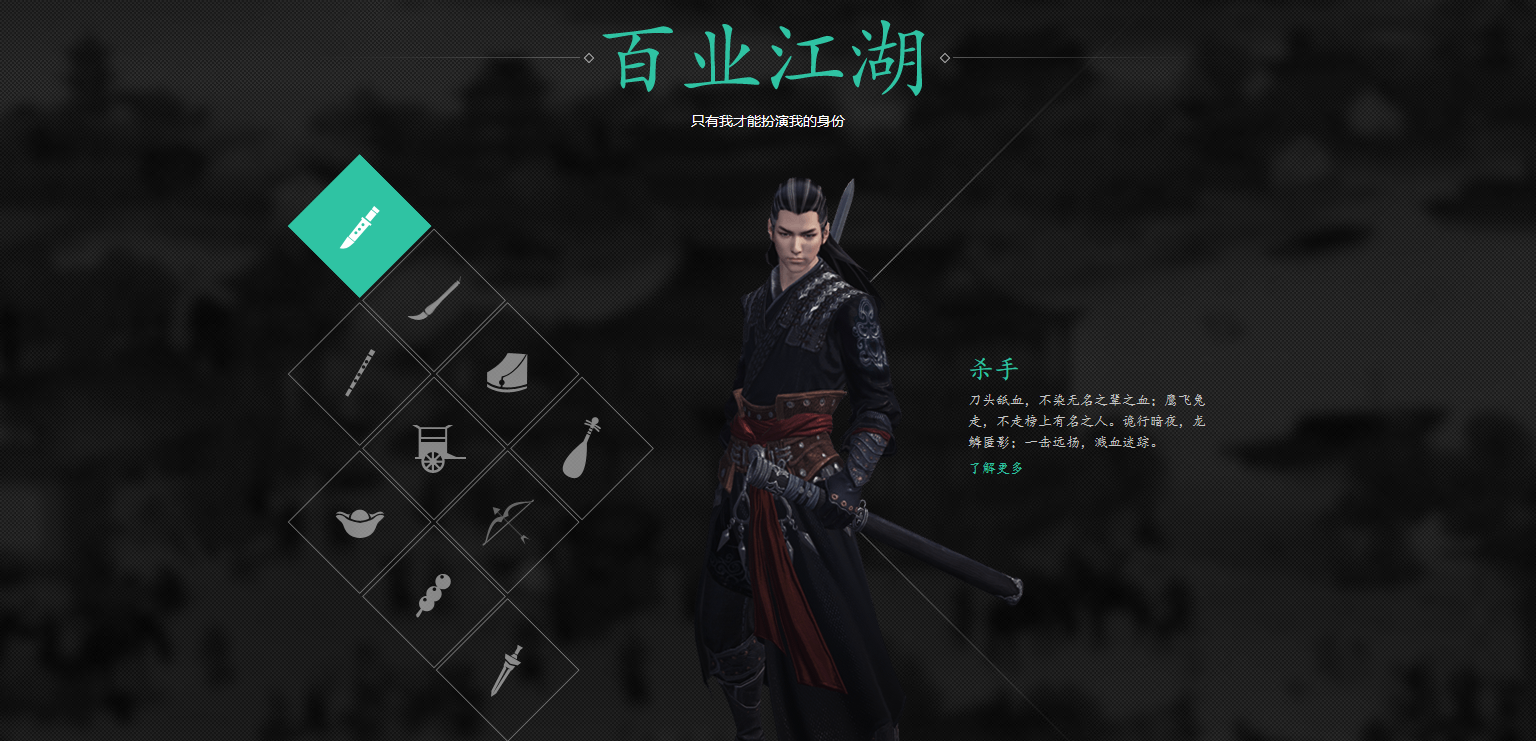 百业江湖
只有我才能扮演我的身份
杀手
刀头舐血，不染无名之辈之血；鹰飞兔
走，不走榜上有名之人。诡行暗夜，龙
鳞匿影；一击远扬，溅血迷踪。
了解更多